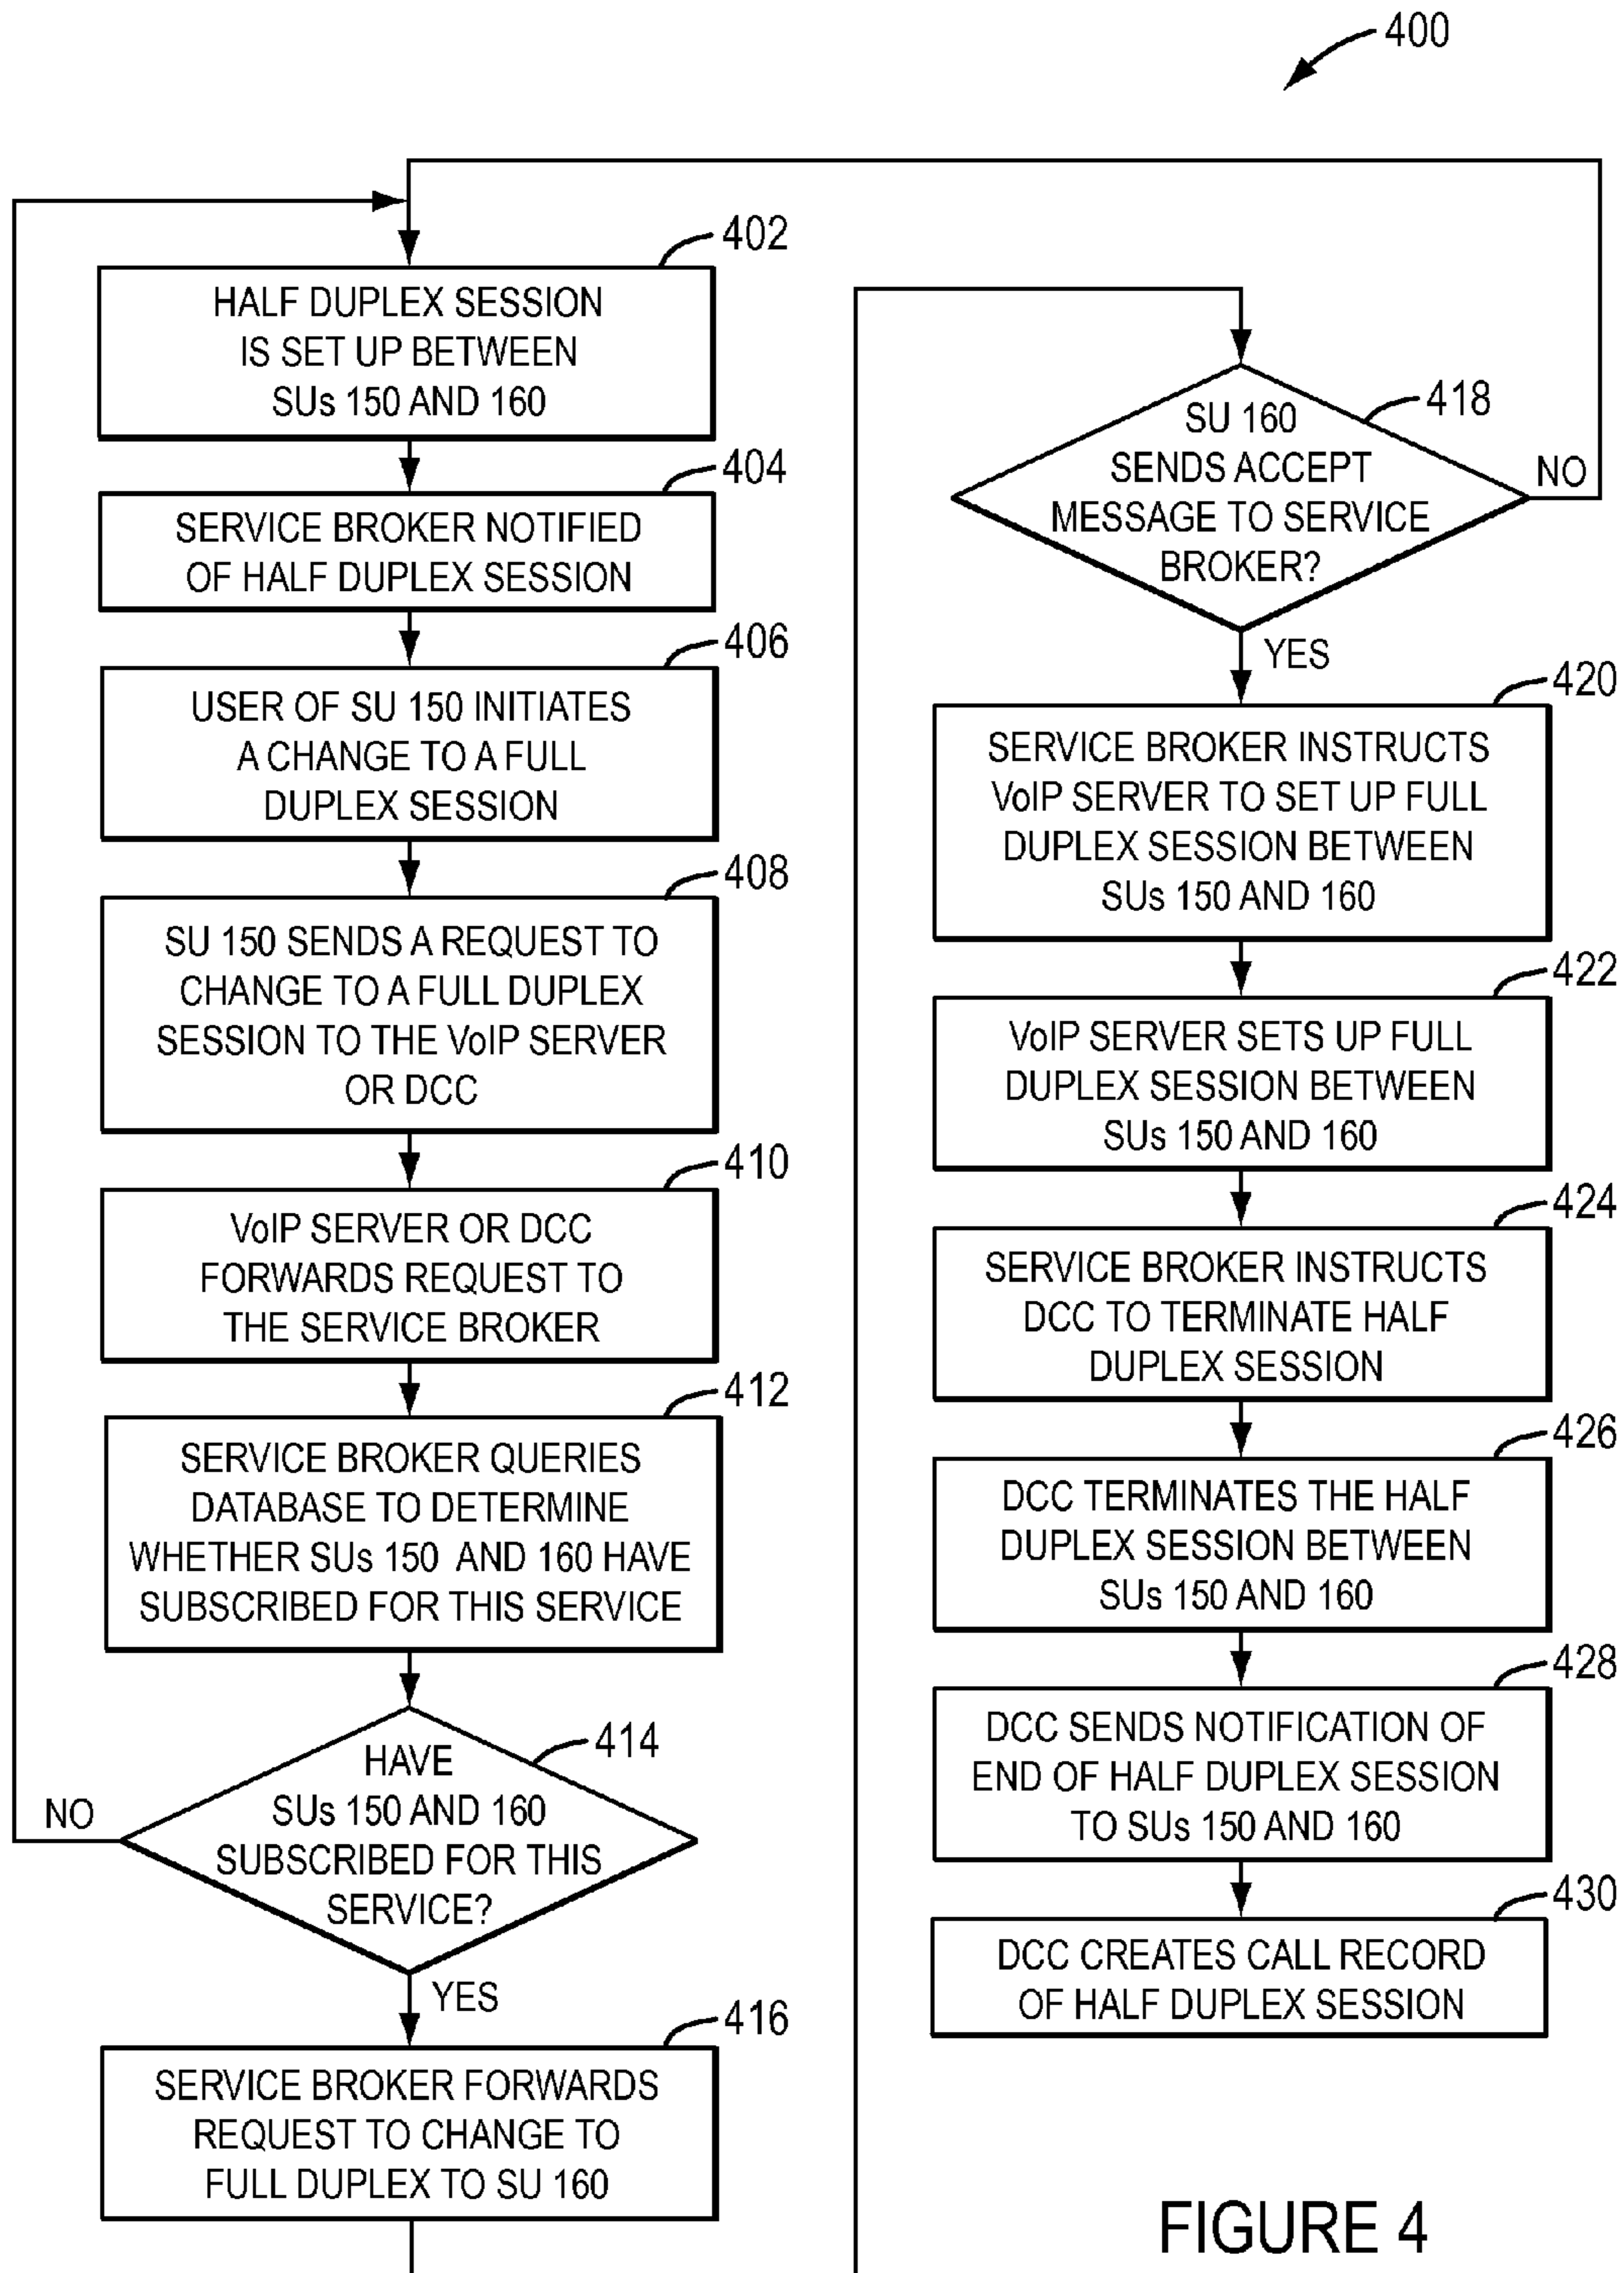 400
402
HALF DUPLEX SESSION
IS SET UP BETWEEN
SUs 150 AND 160
404
SERVICE BROKER NOTIFIED
OF HALF DUPLEX SESSION
406
USER OF SU 150 INITIATES
A CHANGE TO A FULL
DUPLEX SESSION
408
SU 150 SENDS A REQUEST TO
CHANGE TO A FULL DUPLEX
SESSION TO THE VoIP SERVER
OR DCC
410
VoIP SERVER OR DCC
FORWARDS REQUEST TO
THE SERVICE BROKER
412
SERVICE BROKER QUERIES
DATABASE TO DETERMINE
WHETHER SUs 150 AND 160 HAVE
SUBSCRIBED FOR THIS SERVICE
414
HAVE
SUs 150 AND 160
SUBSCRIBED FOR THIS
SERVICE?
NO
YES
416
SERVICE BROKER FORWARDS
REQUEST TO CHANGE TO
FULL DUPLEX TO SU 160
418
SU 160
SENDS ACCEPT
MESSAGE TO SERVICE
BROKER?
NO
YES
420
SERVICE BROKER INSTRUCTS
VoIP SERVER TO SET UP FULL
DUPLEX SESSION BETWEEN
SUs 150 AND 160
422
VoIP SERVER SETS UP FULL
DUPLEX SESSION BETWEEN
SUs 150 AND 160
424
SERVICE BROKER INSTRUCTS
DCC TO TERMINATE HALF
DUPLEX SESSION
426
DCC TERMINATES THE HALF
DUPLEX SESSION BETWEEN
SUs 150 AND 160
428
DCC SENDS NOTIFICATION OF
END OF HALF DUPLEX SESSION
TO SUs 150 AND 160
430
DCC CREATES CALL RECORD
OF HALF DUPLEX SESSION
FIGURE 4